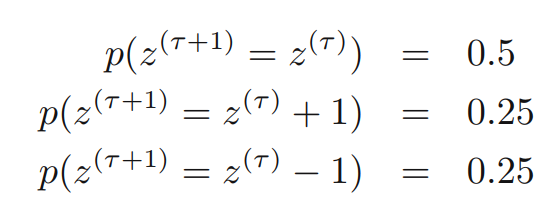 p(z^(τ+1) = z^(τ)) = 0.5
p(z^(τ+1) = z^(τ) + 1) = 0.25
p(z^(τ+1) = z^(τ) − 1) = 0.25